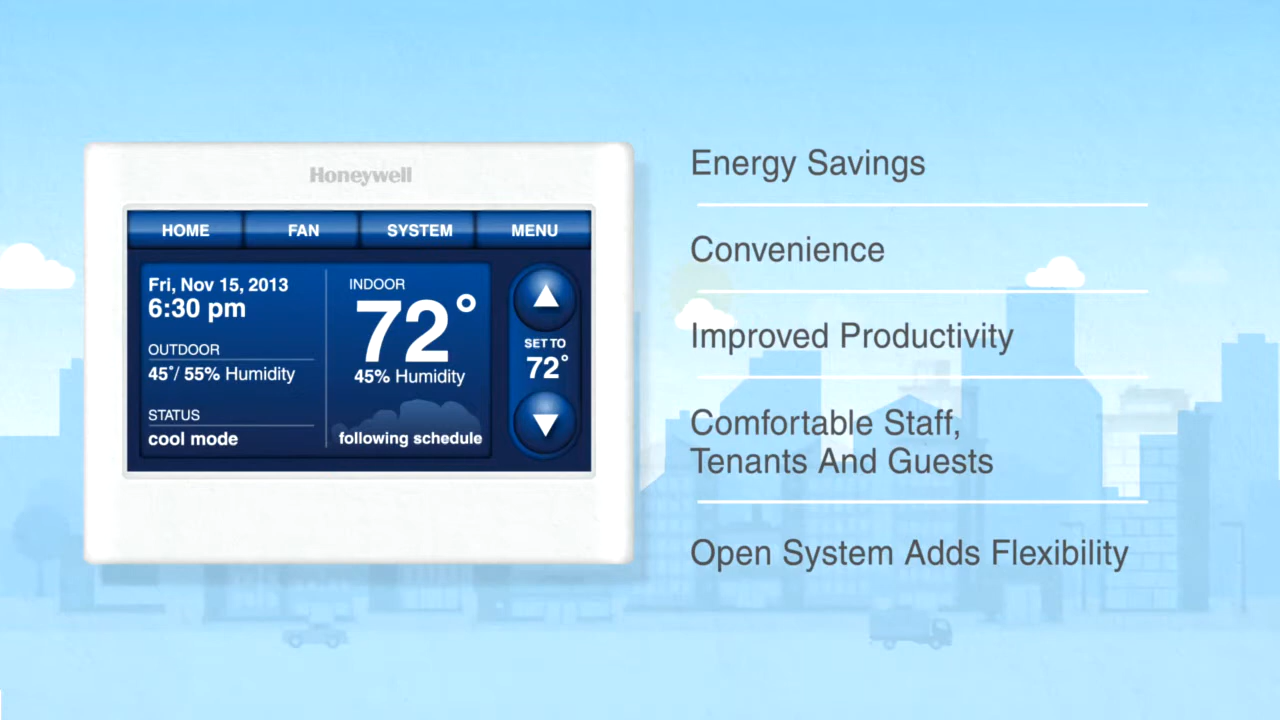 Honeywell
HOME
FAN
SYSTEM
MENU
Fri, Nov 15, 2013
6:30 pm
OUTDOOR
45°/ 55% Humidity
STATUS
cool mode
INDOOR
72°
45% Humidity
following schedule
SET TO
72°
Energy Savings
Convenience
Improved Productivity
Comfortable Staff,
Tenants And Guests
Open System Adds Flexibility